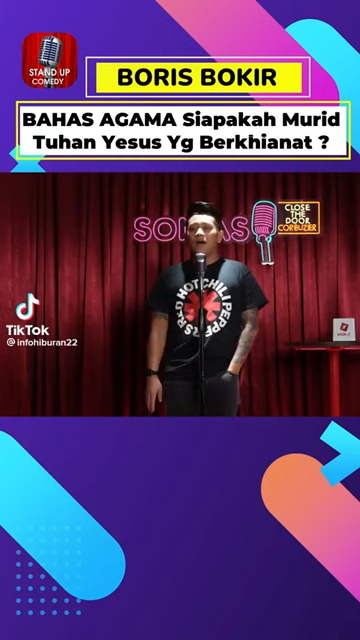 STAND UP
COMEDY
BORIS BOKIR
BAHAS AGAMA Siapakah Murid
Tuhan Yesus Yg Berkhianat ?
CLOSE
THE
DOOR
CORBUZIER
RED HOT CHILI PEPPERS
TikTok
@infohiburan22